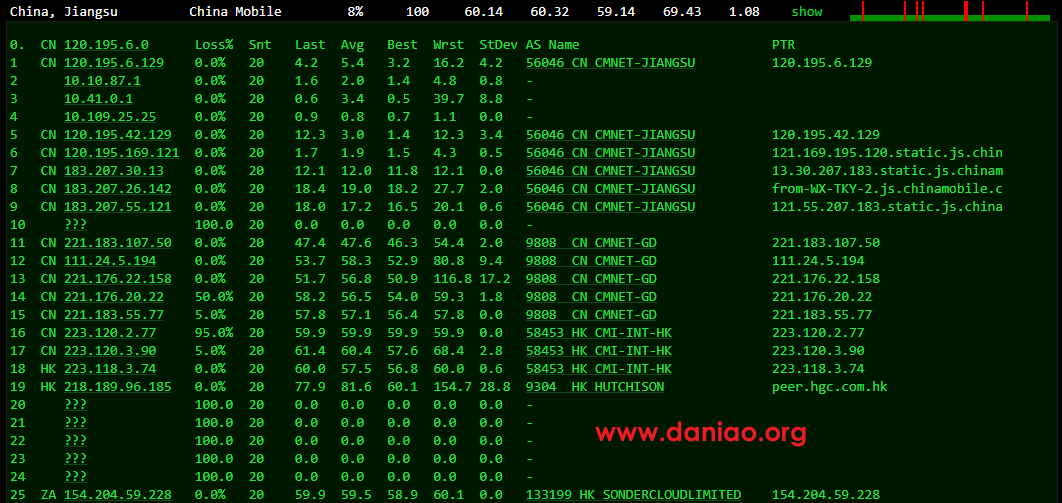 China, Jiangsu China Mobile 8% 100 60.14 60.32 59.14 69.43 1.08 show
0. CN 120.195.6.0 Loss% Snt Last Avg Best Wrst StDev AS Name PTR
1 CN 120.195.6.129 0.0% 20 4.2 5.4 3.2 16.2 4.2 56046 CN CMNET-JIANGSU 120.195.6.129
2 10.10.87.1 0.0% 20 1.6 2.0 1.4 4.8 0.8 -
3 10.41.0.1 0.0% 20 0.6 3.4 0.5 39.7 8.8 -
4 10.109.25.25 0.0% 20 0.9 0.8 0.7 1.1 0.0 -
5 CN 120.195.42.129 0.0% 20 12.3 3.0 1.4 12.3 3.4 56046 CN CMNET-JIANGSU 120.195.42.129
6 CN 120.195.169.121 0.0% 20 1.7 1.9 1.5 4.3 0.5 56046 CN CMNET-JIANGSU 121.169.195.120.static.js.chin
7 CN 183.207.30.13 0.0% 20 12.1 12.0 11.8 12.1 0.0 56046 CN CMNET-JIANGSU 13.30.207.183.static.js.chinam
8 CN 183.207.26.142 0.0% 20 18.4 19.0 18.2 27.7 2.0 56046 CN CMNET-JIANGSU from-WX-TKY-2.js.chinamobile.c
9 CN 183.207.55.121 0.0% 20 18.0 17.2 16.5 20.1 0.6 56046 CN CMNET-JIANGSU 121.55.207.183.static.js.china
10 ??? 100.0 20 0.0 0.0 0.0 0.0 0.0 -
11 CN 221.183.107.50 0.0% 20 47.4 47.6 46.3 54.4 2.0 9808 CN CMNET-GD 221.183.107.50
12 CN 111.24.5.194 0.0% 20 53.7 58.3 52.9 80.8 9.4 9808 CN CMNET-GD 111.24.5.194
13 CN 221.176.22.158 0.0% 20 51.7 56.8 50.9 116.8 17.2 9808 CN CMNET-GD 221.176.22.158
14 CN 221.176.20.22 50.0% 20 58.2 56.5 54.0 59.3 1.8 9808 CN CMNET-GD 221.176.20.22
15 CN 221.183.55.77 5.0% 20 57.8 57.1 56.4 57.8 0.0 9808 CN CMNET-GD 221.183.55.77
16 CN 223.120.2.77 95.0% 20 59.9 59.9 59.9 59.9 0.0 58453 HK CMI-INT-HK 223.120.2.77
17 CN 223.120.3.90 5.0% 20 61.4 60.4 57.6 68.4 2.8 58453 HK CMI-INT-HK 223.120.3.90
18 HK 223.118.3.74 0.0% 20 60.0 57.5 56.8 60.0 0.6 58453 HK CMI-INT-HK 223.118.3.74
19 HK 218.189.96.185 0.0% 20 77.9 81.6 60.1 154.7 28.8 9304 HK HUTCHISON peer.hgc.com.hk
20 ??? 100.0 20 0.0 0.0 0.0 0.0 0.0 -
21 ??? 100.0 20 0.0 0.0 0.0 0.0 0.0 -
22 ??? 100.0 20 0.0 0.0 0.0 0.0 0.0 -
23 ??? 100.0 20 0.0 0.0 0.0 0.0 0.0 -
24 ??? 100.0 20 0.0 0.0 0.0 0.0 0.0 -
www.daniao.org
25 ZA 154.204.59.228 0.0% 20 59.9 59.5 58.9 60.1 0.0 133199 HK SONDERCLOUDLIMITED 154.204.59.228